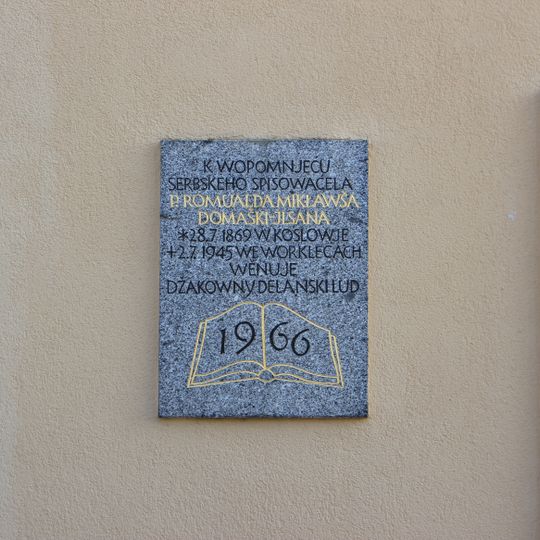 K WOPOMNJEĆU
SERBSKEHO SPISOWAĆELA
P. ROMUALDA MIKŁAWŠA
DOMAŠKI-JISANA
*28.7.1869 W KOSLOWJE
+2.7.1945 WE WORKLECACH
WĚNUJE
DŹAKOWNY DELANSKI LUD
1966